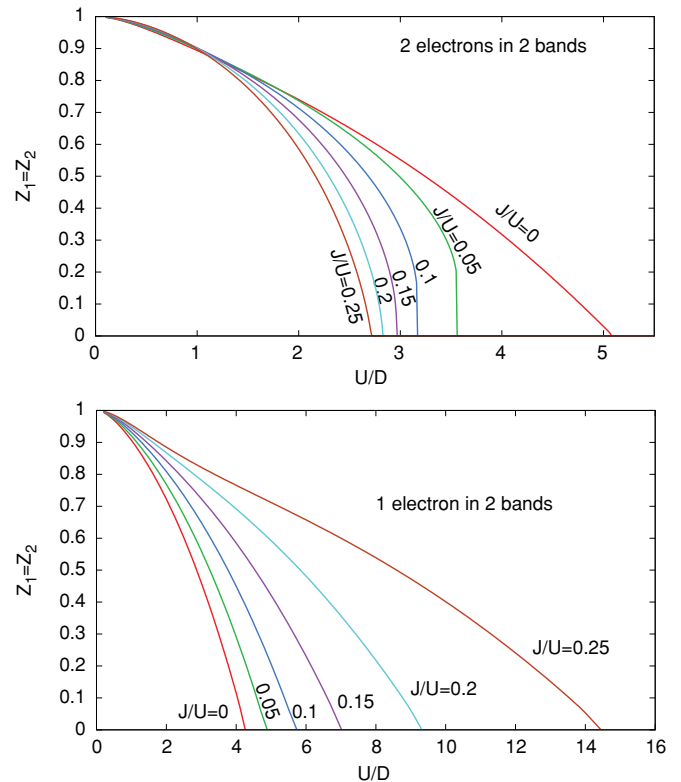 1
0.9
0.8
0.7
0.6
0.5
0.4
0.3
0.2
0.1
0
Z1=Z2
2 electrons in 2 bands
J/U=0
J/U=0.05
0.1
0.15
0.2
J/U=0.25
0 1 2 3 4 5
U/D
1
0.9
0.8
0.7
0.6
0.5
0.4
0.3
0.2
0.1
0
Z1=Z2
1 electron in 2 bands
J/U=0.25
J/U=0.2
0.15
0.1
0.05
J/U=0
0 2 4 6 8 10 12 14 16
U/D